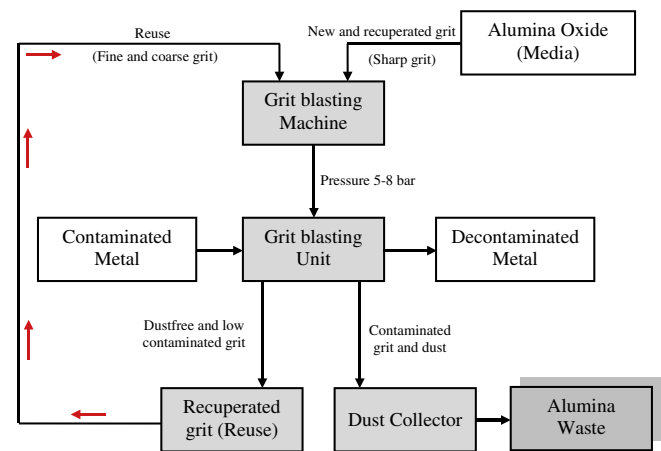 Reuse
(Fine and coarse grit)
New and recuperated grit
(Sharp grit)
Alumina Oxide
(Media)
Grit blasting
Machine
Pressure 5-8 bar
Contaminated
Metal
Grit blasting
Unit
Decontaminated
Metal
Dustfree and low
contaminated grit
Contaminated
grit and dust
Recuperated
grit (Reuse)
Dust Collector
Alumina
Waste